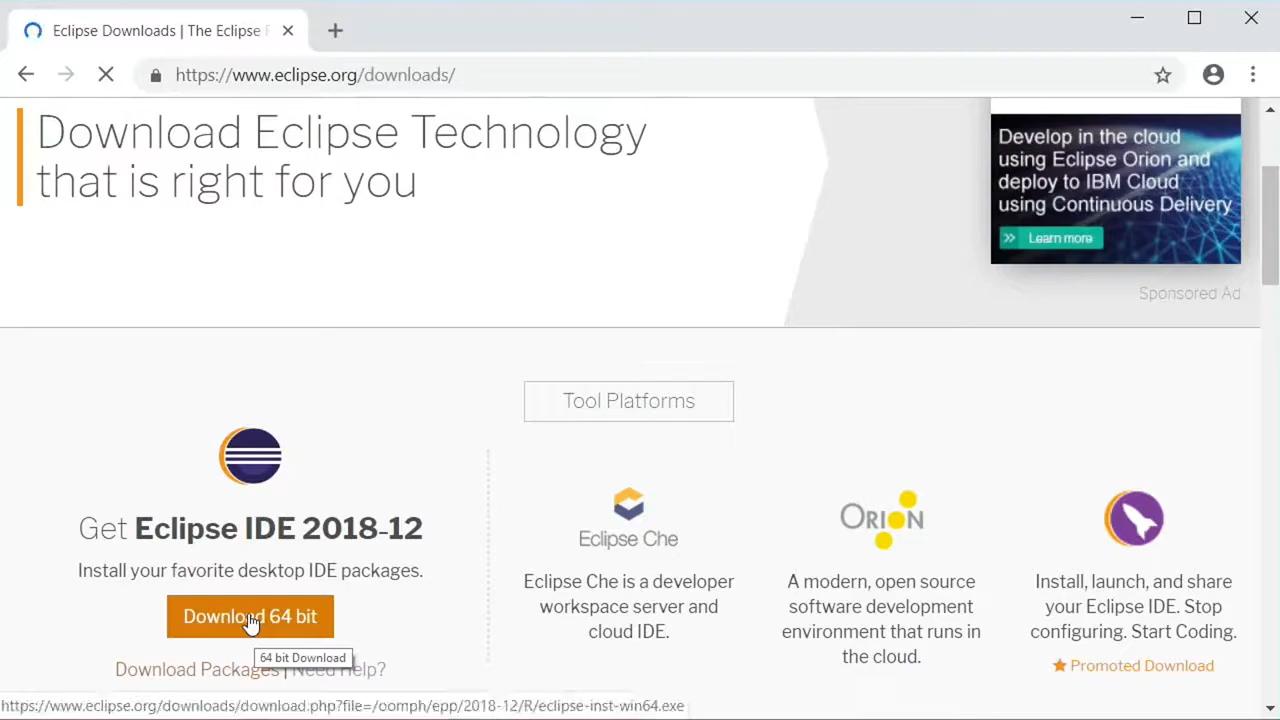 Eclipse Downloads | The Eclipse F
https://www.eclipse.org/downloads/
Download Eclipse Technology
that is right for you
Develop in the cloud
using Eclipse Orion and
deploy to IBM Cloud
using Continuous Delivery
Learn more
Sponsored Ad
Tool Platforms
Get Eclipse IDE 2018-12
Install your favorite desktop IDE packages.
Download 64 bit
64 bit Download
Download Packages | Need Help?
Eclipse Che
Eclipse Che is a developer
workspace server and
cloud IDE.
ORION
A modern, open source
software development
environment that runs in
the cloud.
Install, launch, and share
your Eclipse IDE. Stop
configuring. Start Coding.
Promoted Download
https://www.eclipse.org/downloads/download.php?file=/oomph/epp/2018-12/R/eclipse-inst-win64.exe